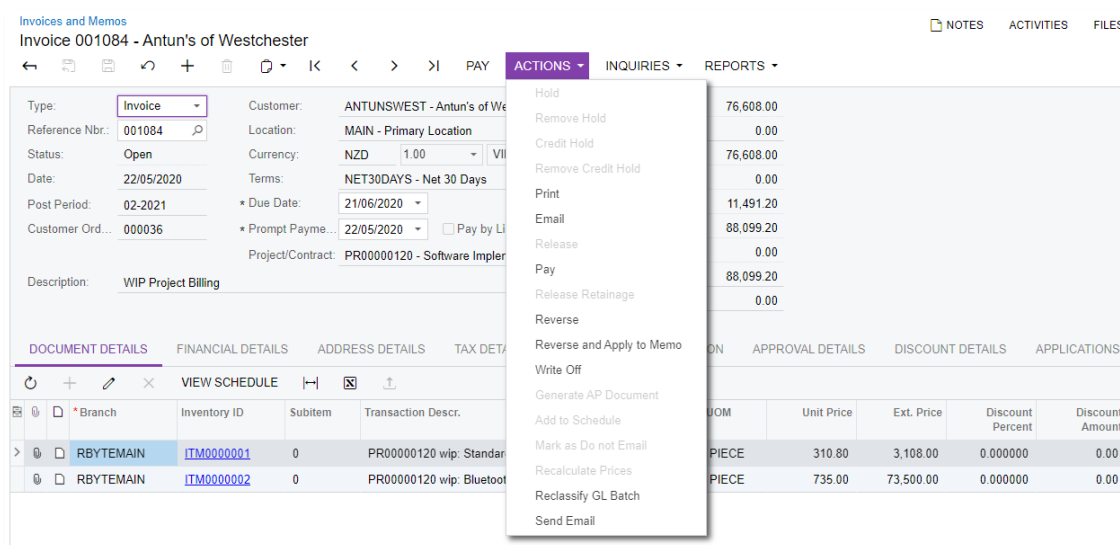 Invoices and Memos
NOTES ACTIVITIES FILES
Invoice 001084 - Antun's of Westchester
PAY ACTIONS INQUIRIES REPORTS
Type: Invoice Customer: ANTUNSWEST - Antun's of We 76,608.00
Reference Nbr.: 001084 Location: MAIN - Primary Location 0.00
Status: Open Currency: NZD 1.00 VI 76,608.00
Date: 22/05/2020 Terms: NET30DAYS - Net 30 Days 0.00
Post Period: 02-2021 * Due Date: 21/06/2020 11,491.20
Customer Ord... 000036 * Prompt Payme... 22/05/2020 Pay by Li 88,099.20
Project/Contract: PR00000120 - Software Impler 0.00
88,099.20
Description: WIP Project Billing
0.00
Hold
Remove Hold
Credit Hold
Remove Credit Hold
Print
Email
Release
Pay
Release Retainage
Reverse
Reverse and Apply to Memo
Write Off
Generate AP Document
Add to Schedule
Mark as Do not Email
Recalculate Prices
Reclassify GL Batch
Send Email
DOCUMENT DETAILS FINANCIAL DETAILS ADDRESS DETAILS TAX DETA ON APPROVAL DETAILS DISCOUNT DETAILS APPLICATIONS
VIEW SCHEDULE
*Branch Inventory ID Subitem Transaction Descr. UOM Unit Price Ext. Price Discount Percent Discount Amount
RBYTEMAIN ITM0000001 0 PR00000120 wip: Standar PIECE 310.80 3,108.00 0.000000 0.00
RBYTEMAIN ITM0000002 0 PR00000120 wip: Bluetoot PIECE 735.00 73,500.00 0.000000 0.00